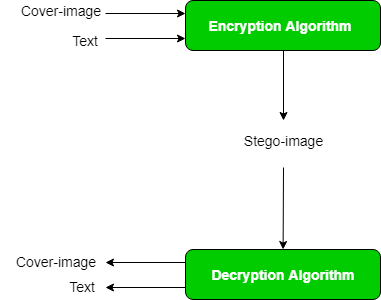 Cover-image
Encryption Algorithm
Text
Stego-image
Cover-image
Decryption Algorithm
Text